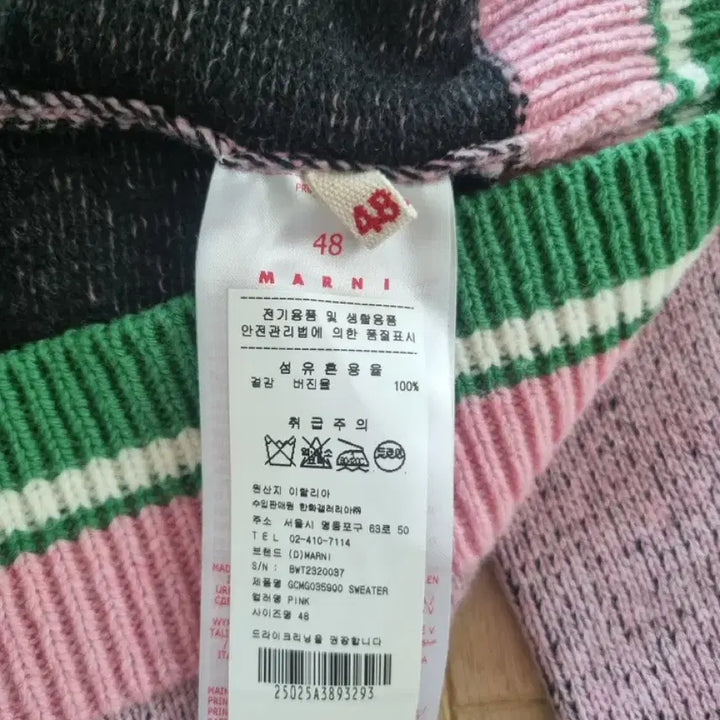 48
48
MARNI
전기용품 및 생활용품
안전관리법에 의한 품질표시
섬유혼용율
겉감 버진울 100%
취급주의
원산지 이탈리아
수입판매원 한화갤러리아㈜
주소 서울시 영등포구 63로 50
TEL 02-410-7114
브랜드 (D)MARNI
S/N : BWT2320037
제품명 GCMG035900 SWEATER
컬러명 PINK
사이즈명 48
드라이크리닝을 권장합니다
25025A3893293